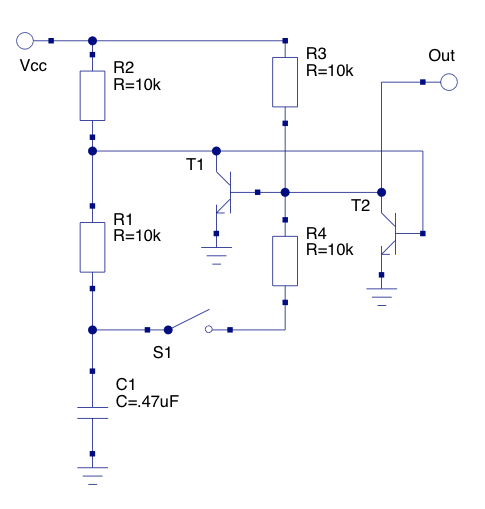 Vcc
R2
R=10k
R3
R=10k
Out
T1
T2
R1
R=10k
R4
R=10k
S1
C1
C=.47uF